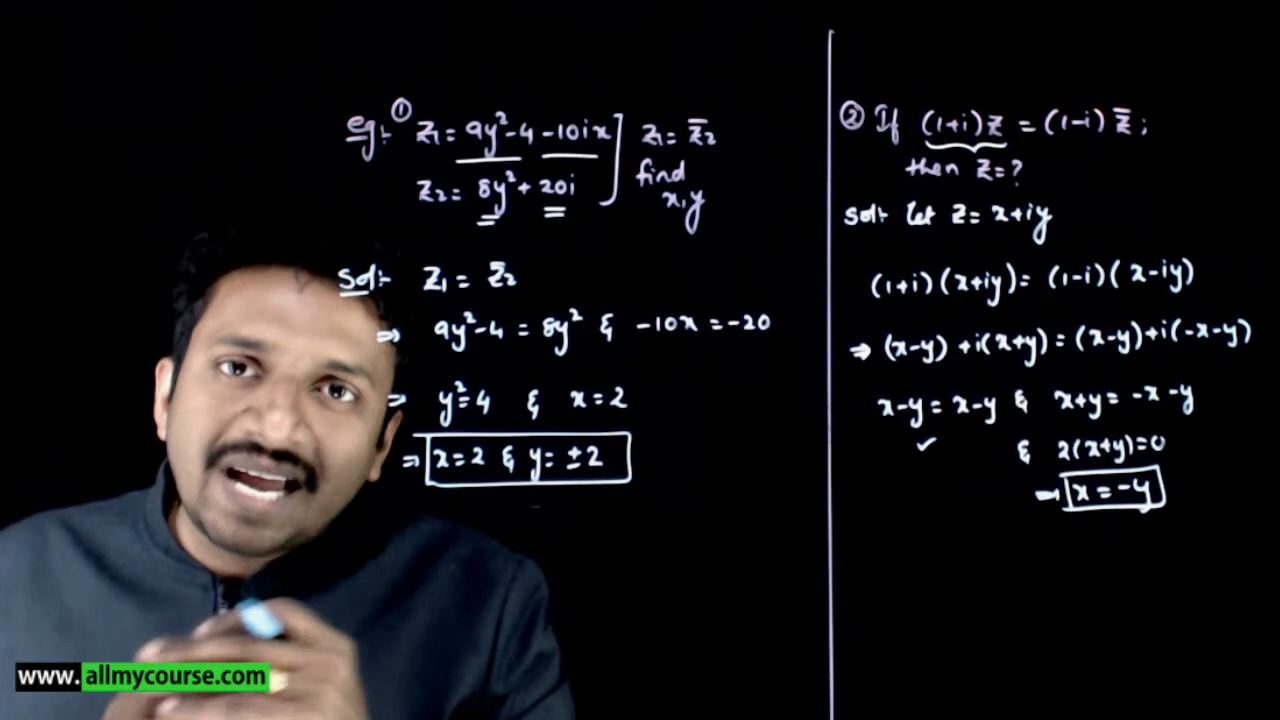 eg:- ① Z₁ = 9y²-4 -10ix ] Z₁ = Z̄₂
Z₂ = 8y² + 20i find x,y
Sol:- Z₁ = Z̄₂
⇒ 9y²-4 = 8y² & -10x = -20
⇒ y² = 4 & x = 2
⇒ x = 2 & y = ±2
② If (1+i)Z = (1-i) Z̄ ;
then Z = ?
Sol:- let Z = x+iy
(1+i)(x+iy) = (1-i)(x-iy)
⇒ (x-y) + i(x+y) = (x-y) + i(-x-y)
x-y = x-y & x+y = -x-y
✓ & 2(x+y)=0
⇒ x = -y
www.allmycourse.com